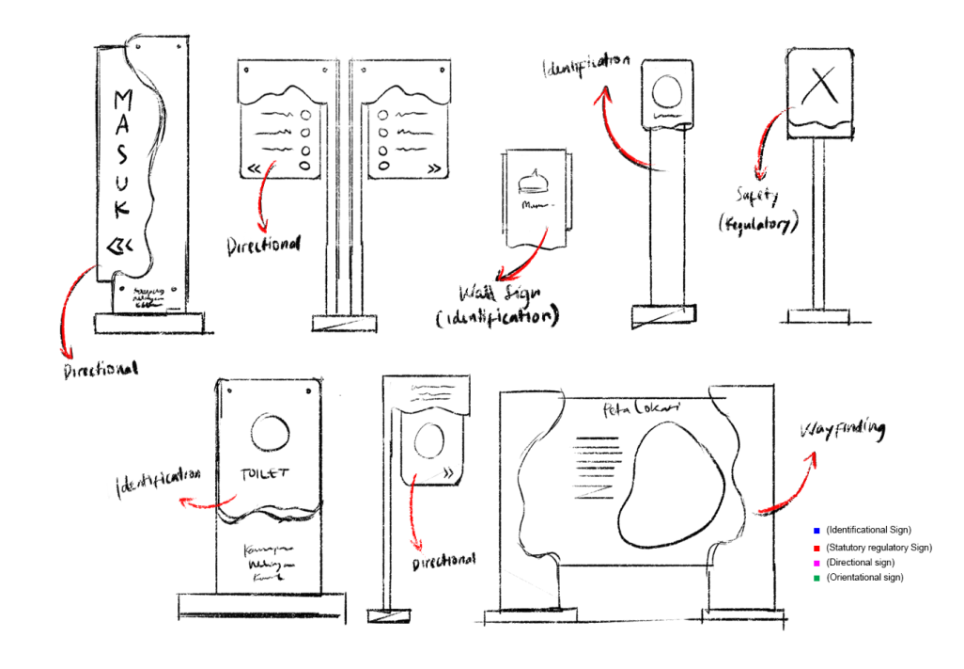 MASUK
Directional
Directional
Wall Sign
(Identification)
Identification
Safety
(regulatory)
TOILET
Identification
Directional
Peta Lokasi
Wayfinding
(Identificational Sign)
(Statutory regulatory Sign)
(Directional sign)
(Orientational sign)